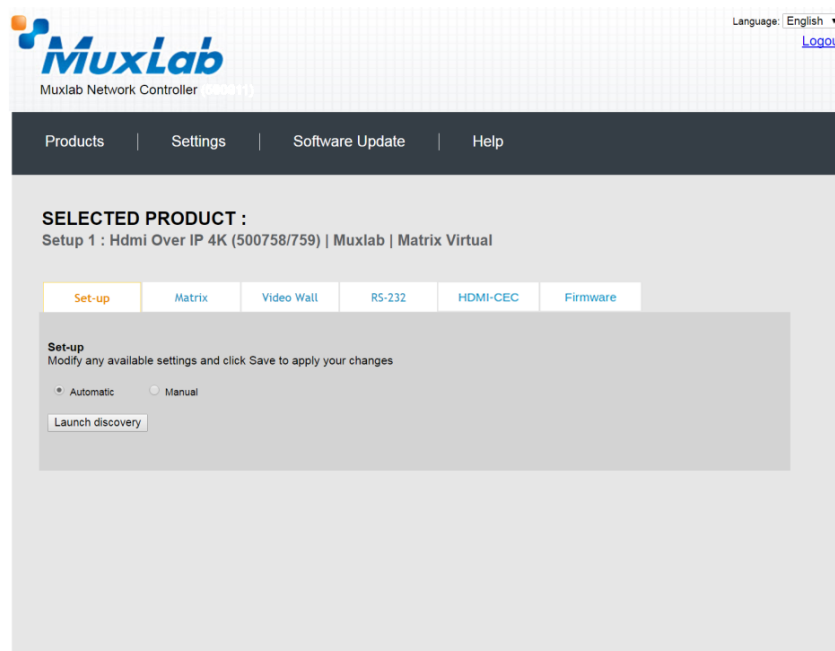 Language: English
Logou
MuxLab
Muxlab Network Controller
Products | Settings | Software Update | Help
SELECTED PRODUCT :
Setup 1 : Hdmi Over IP 4K (500758/759) | Muxlab | Matrix Virtual
Set-up Matrix Video Wall RS-232 HDMI-CEC Firmware
Set-up
Modify any available settings and click Save to apply your changes
Automatic Manual
Launch discovery